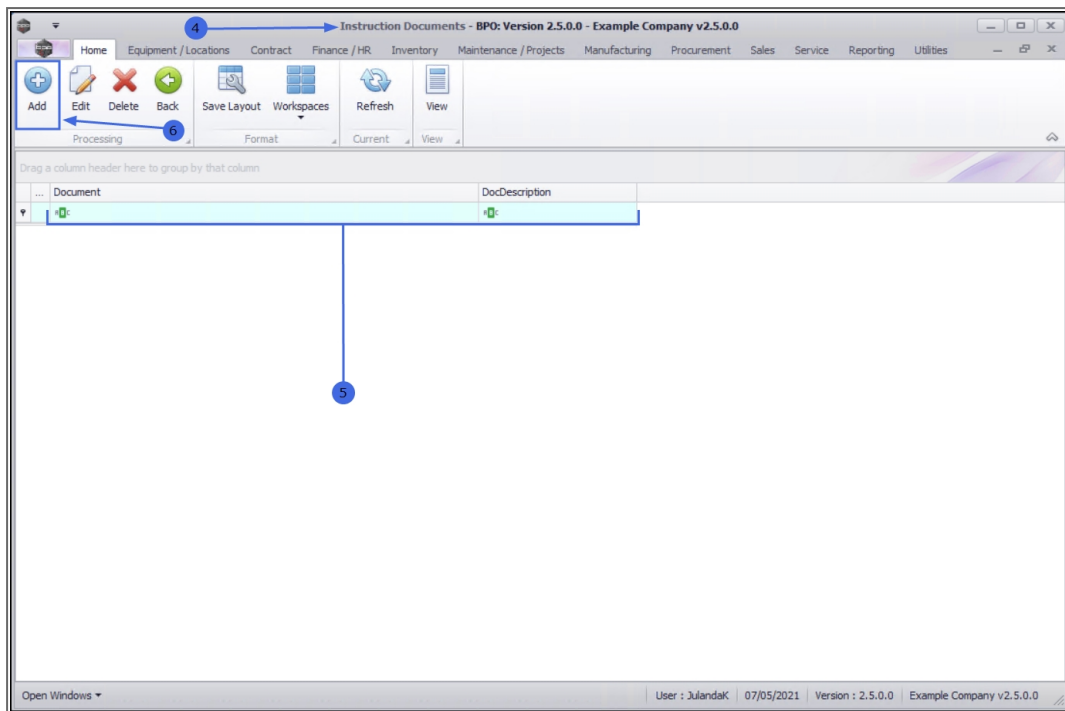 4
Instruction Documents - BPO: Version 2.5.0.0 - Example Company v2.5.0.0
Home Equipment / Locations Contract Finance / HR Inventory Maintenance / Projects Manufacturing Procurement Sales Service Reporting Utilities
Add Edit Delete Back Save Layout Workspaces Refresh View
6
Processing Format Current View
Drag a column header here to group by that column
... Document DocDescription
5
Open Windows User : JulandaK 07/05/2021 Version : 2.5.0.0 Example Company v2.5.0.0